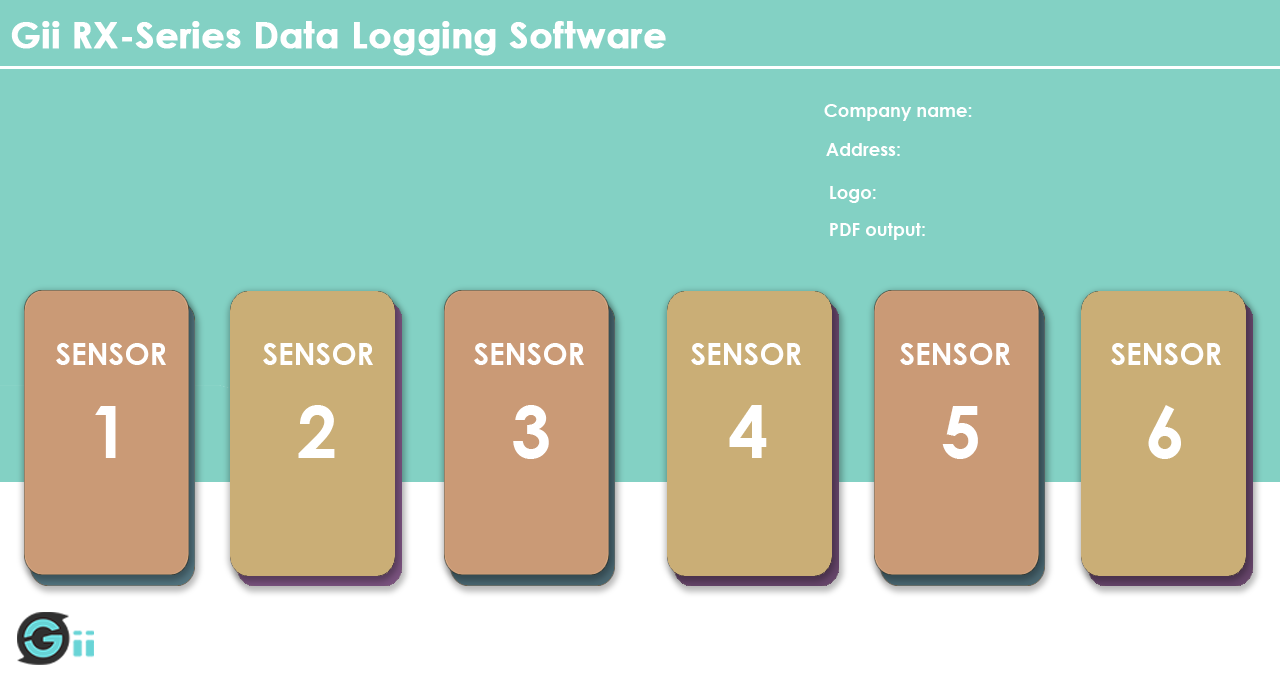 Gii RX-Series Data Logging Software
Company name:
Address:
Logo:
PDF output:
SENSOR
1
SENSOR
2
SENSOR
3
SENSOR
4
SENSOR
5
SENSOR
6
Gii